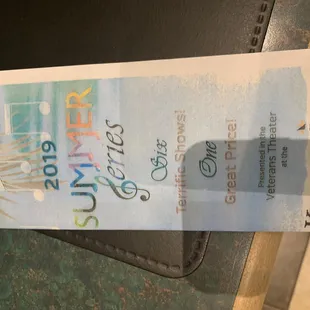 2019
SUMMER
Series
Six
Terrific Shows!
One
Great Price!
Presented in the
Veterans Theater
at the